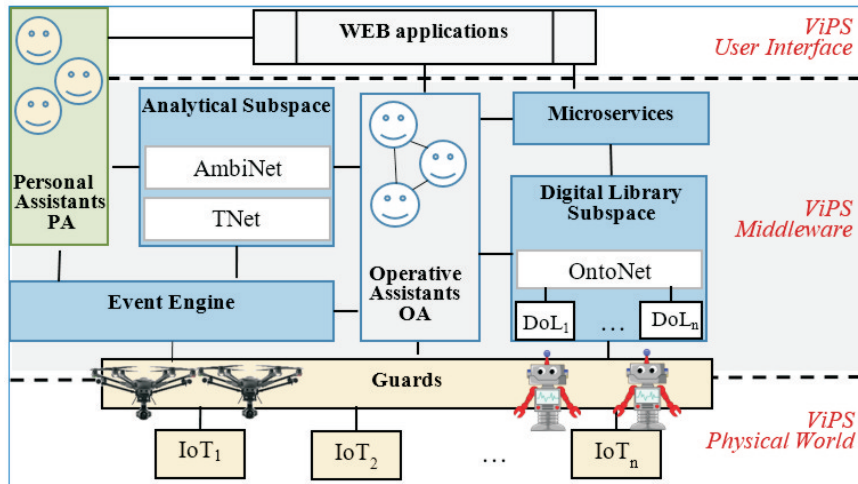 WEB applications
ViPS
User Interface
Analytical Subspace
AmbiNet
TNet
Microservices
Personal
Assistants
PA
Digital Library
Subspace
OntoNet
DoL1
...
DoLn
ViPS
Middleware
Operative
Assistants
OA
Event Engine
Guards
IoT1
IoT2
...
IoTn
ViPS
Physical World